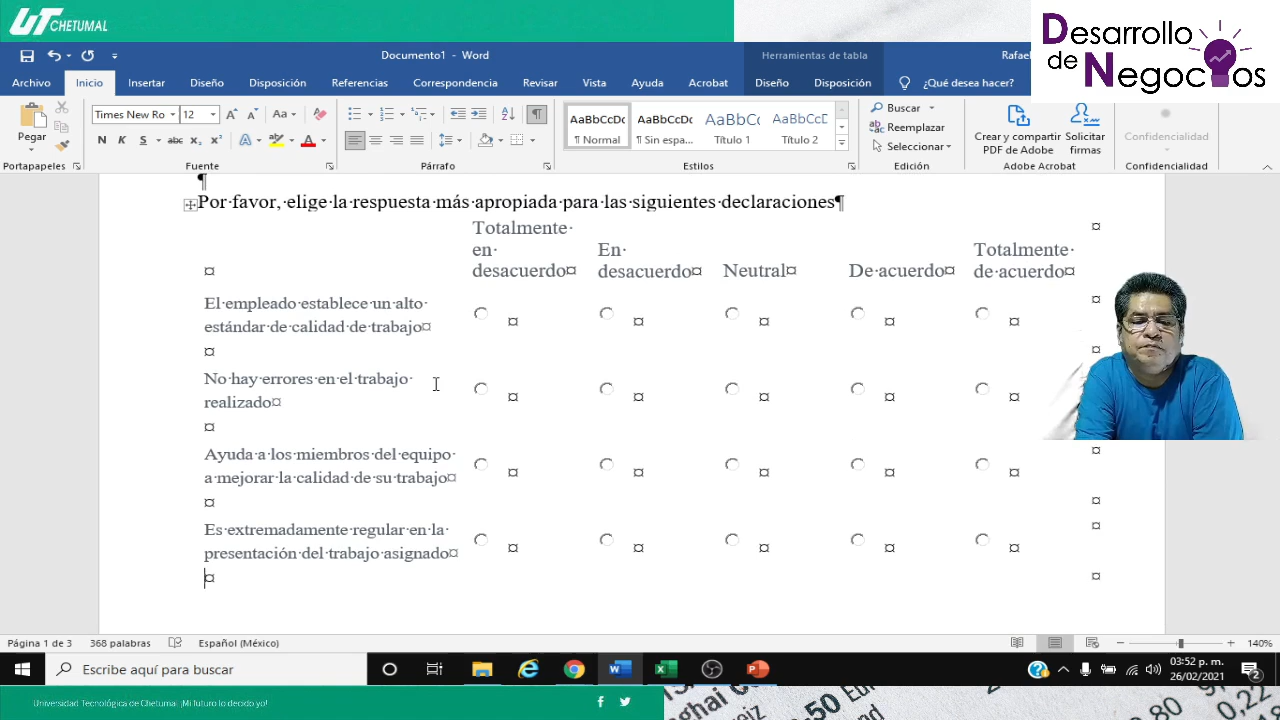 UT CHETUMAL
Desarrollo
de Negocios
Documento1 - Word
Herramientas de tabla
Rafael
Archivo Inicio Insertar Diseño Disposición Referencias Correspondencia Revisar Vista Ayuda Acrobat Diseño Disposición ¿Qué desea hacer?
Pegar
Times New Ro 12 Aa
N K S abc x₂ x² A
AaBbCcDc AaBbCcDc AaBbCc AaBbCcD
¶ Normal ¶ Sin espa... Título 1 Título 2
Buscar
Reemplazar
Seleccionar
Crear y compartir
PDF de Adobe
Solicitar
firmas
Confidencialidad
Portapapeles Fuente Párrafo Estilos Edición Adobe Acrobat Confidencialidad
¶
Por·favor,·elige·la·respuesta·más·apropiada·para·las·siguientes·declaraciones¶
Totalmente·
en·
desacuerdo¤
En·
desacuerdo¤
Neutral¤
De·acuerdo¤
Totalmente·
de·acuerdo¤
El·empleado·establece·un·alto·
estándar·de·calidad·de·trabajo¤
¤
No·hay·errores·en·el·trabajo·
realizado¤
¤
Ayuda·a·los·miembros·del·equipo·
a·mejorar·la·calidad·de·su·trabajo¤
¤
Es·extremadamente·regular·en·la·
presentación·del·trabajo·asignado¤
¤
Página 1 de 3 368 palabras Español (México) 140%
Escribe aquí para buscar
03:52 p. m.
26/02/2021
Universidad Tecnológica de Chetumal ¡Mi futuro lo decido yo!